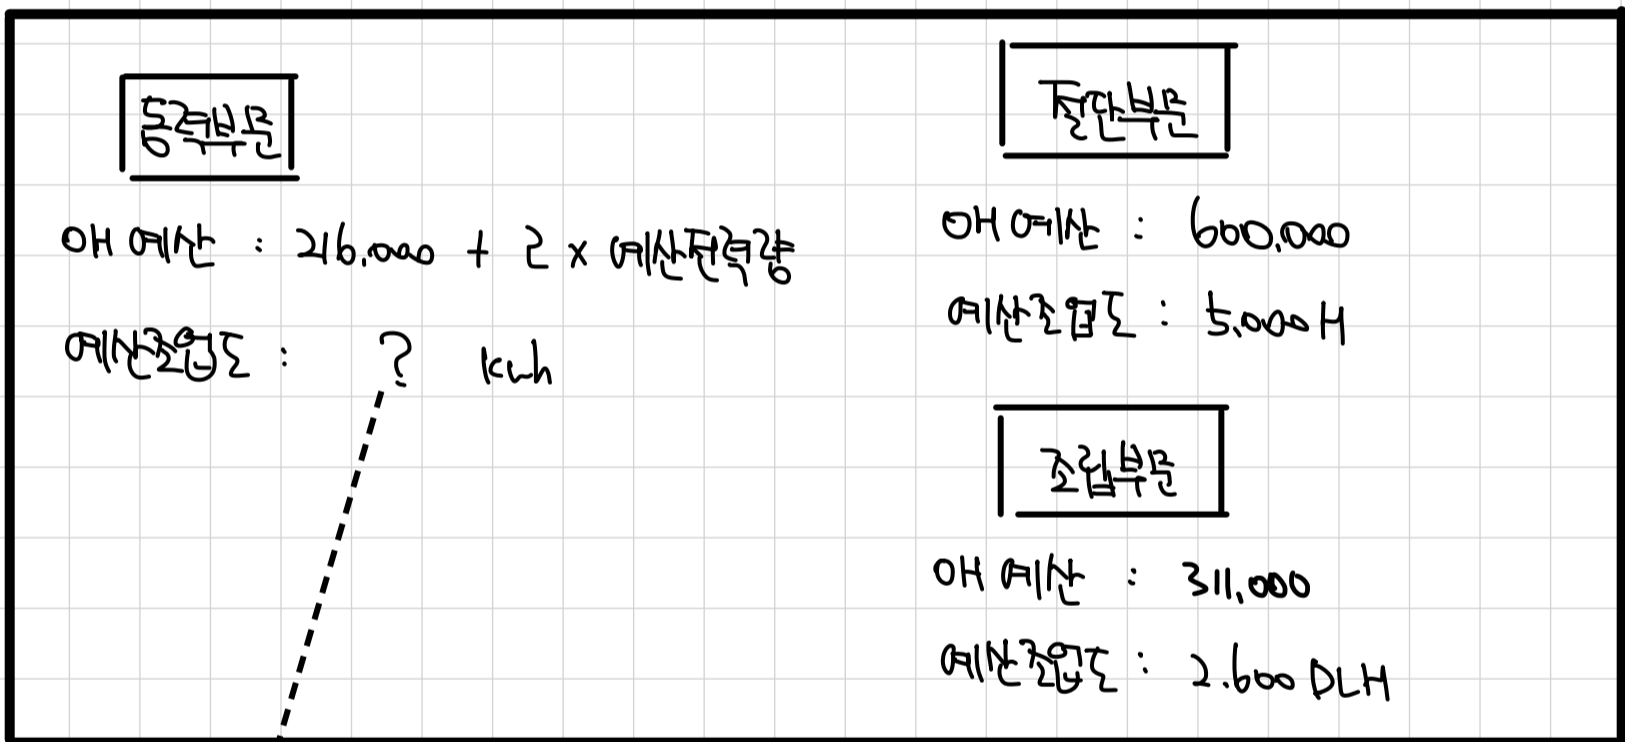 동력부문
OH 예산 : 216.000 + 2 × 예산전력량
예산조업도 : ? kwh
절단부문
OH 예산 : 600.000
예산조업도 : 5.000 H
조립부문
OH 예산 : 311.000
예산조업도 : 2.600 DLH